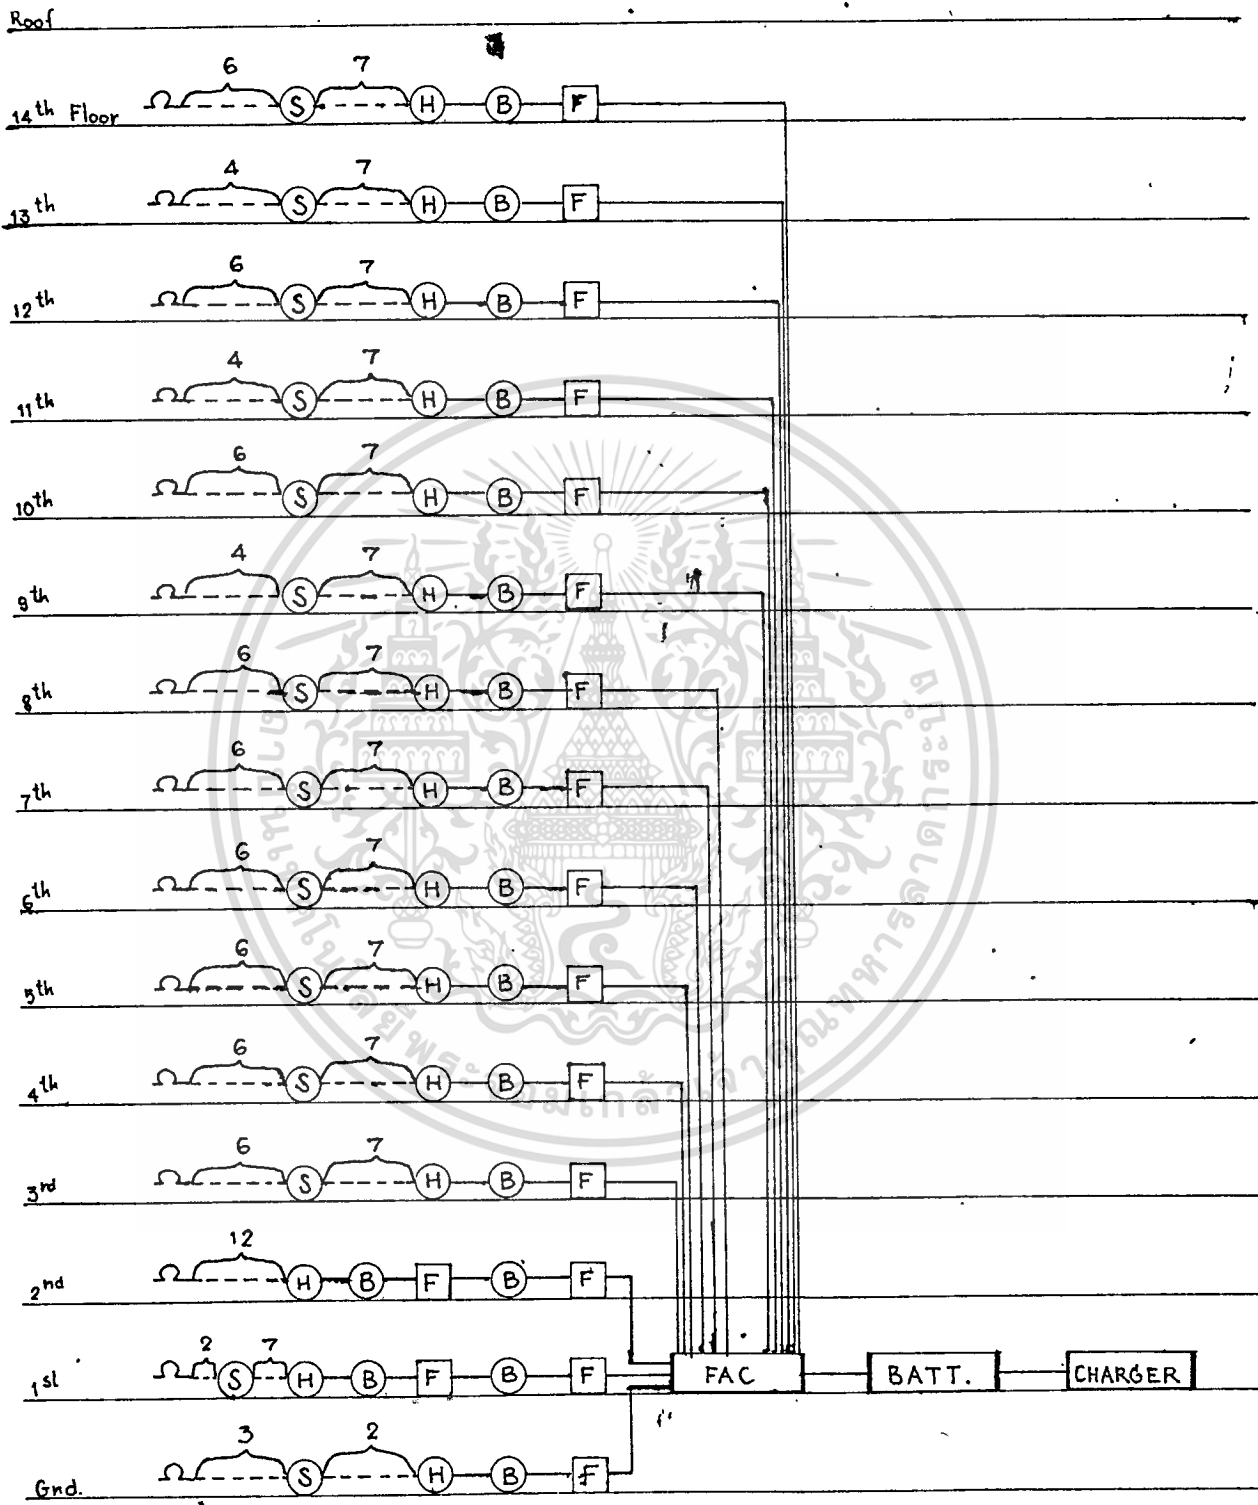 Roof
6 7
14th Floor Ω S H B F
4 7
13th Ω S H B F
6 7
12th Ω S H B F
4 7
11th Ω S H B F
6 7
10th Ω S H B F
4 7
9th Ω S H B F
6 7
8th Ω S H B F
6 7
7th Ω S H B F
6 7
6th Ω S H B F
6 7
5th Ω S H B F
6 7
4th Ω S H B F
6 7
3rd Ω S H B F
12
2nd Ω H B F B F
2 7
1st Ω S H B F B F FAC BATT. CHARGER
3 2
Gnd. Ω S H B F